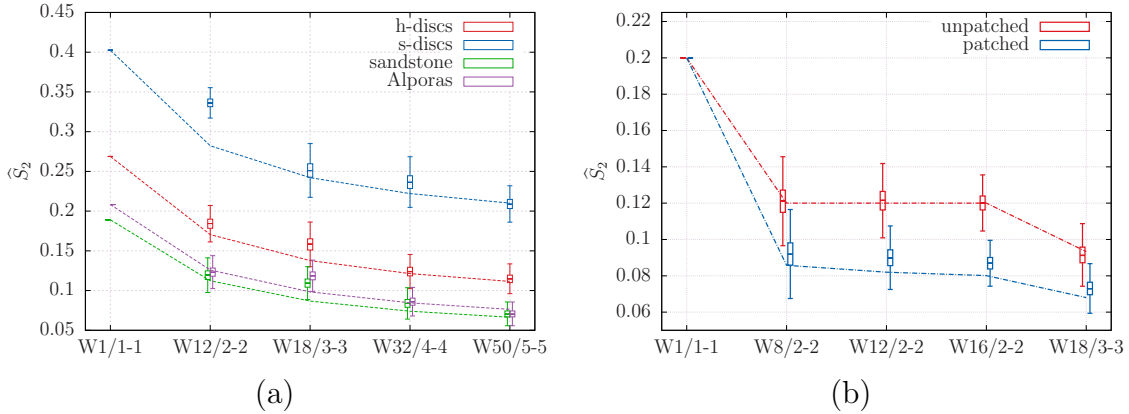 0.45
0.4
0.35
0.3
0.25
0.2
0.15
0.1
0.05
Ŝ₂
h-discs
s-discs
sandstone
Alporas
W1/1-1 W12/2-2 W18/3-3 W32/4-4 W50/5-5
(a)
0.22
0.2
0.18
0.16
0.14
0.12
0.1
0.08
0.06
Ŝ₂
unpatched
patched
W1/1-1 W8/2-2 W12/2-2 W16/2-2 W18/3-3
(b)